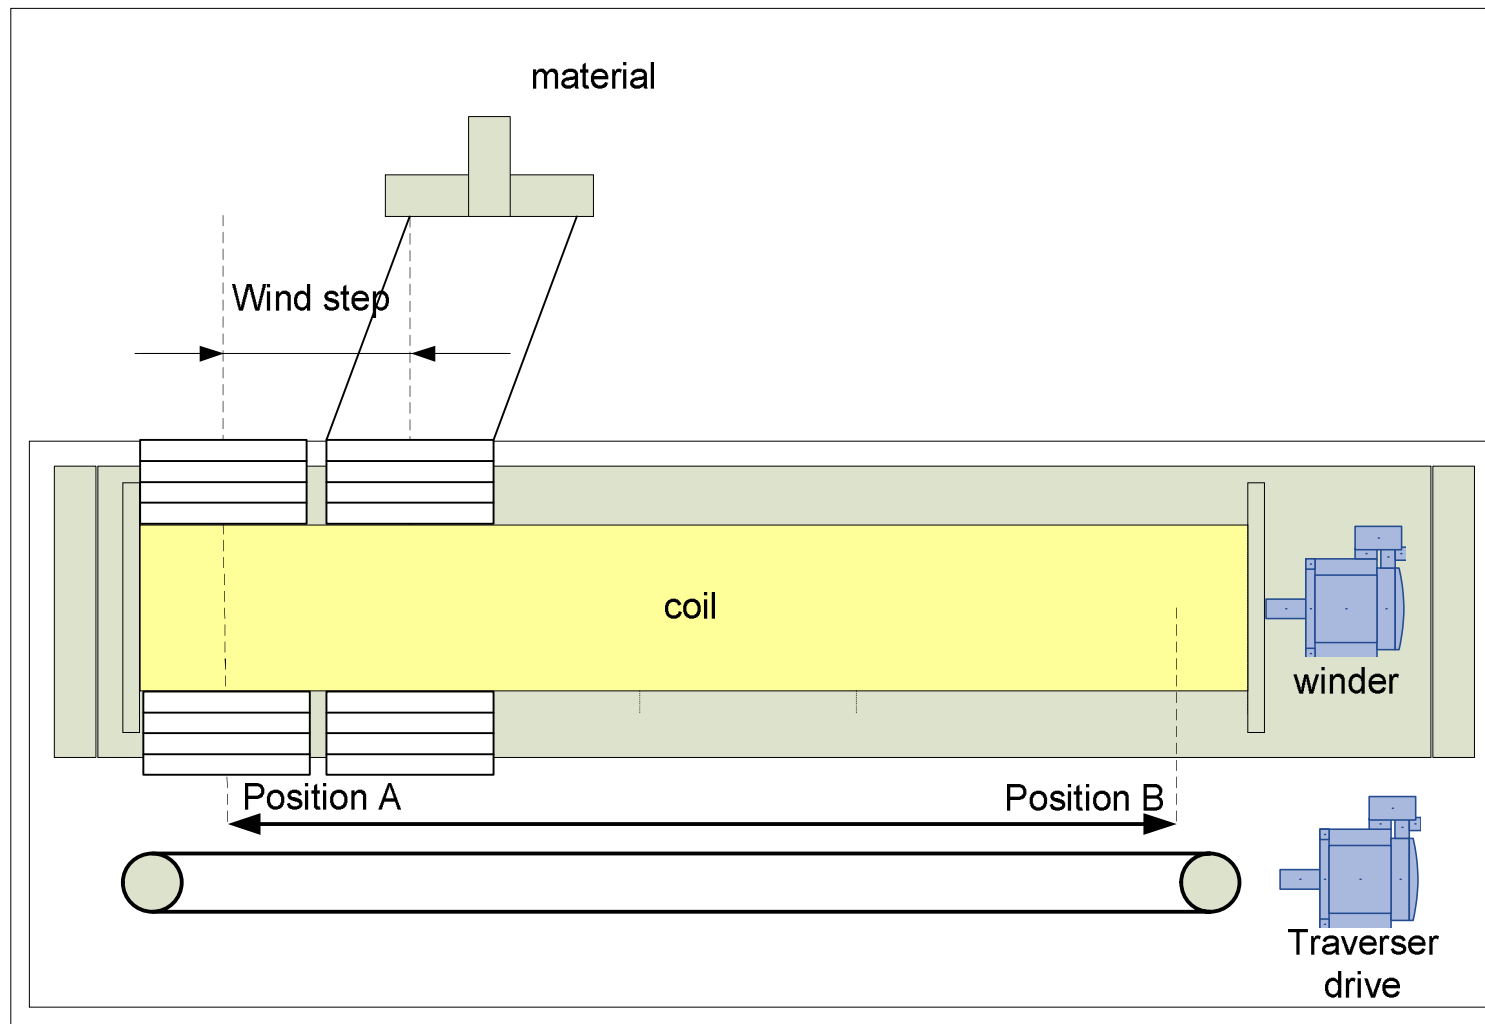 material
Wind step
coil
winder
Position A
Position B
Traverser
drive